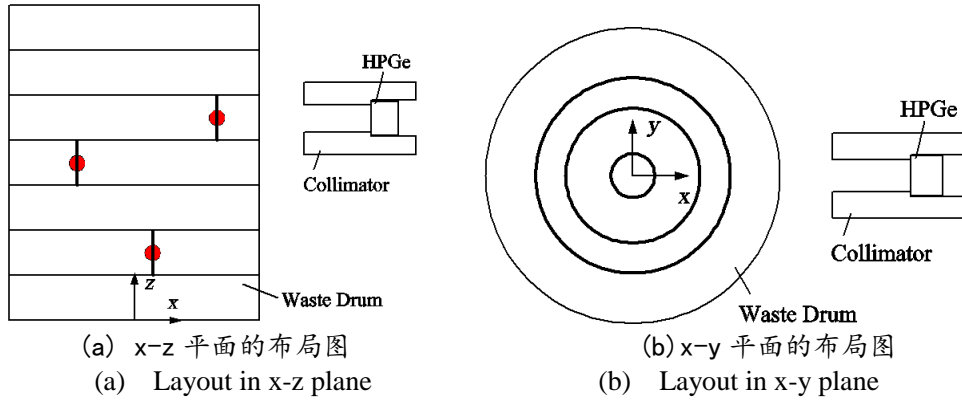 HPGe
Collimator
z
x
Waste Drum
(a) x-z 平面的布局图
(a) Layout in x-z plane
HPGe
y
x
Collimator
Waste Drum
(b) x-y 平面的布局图
(b) Layout in x-y plane